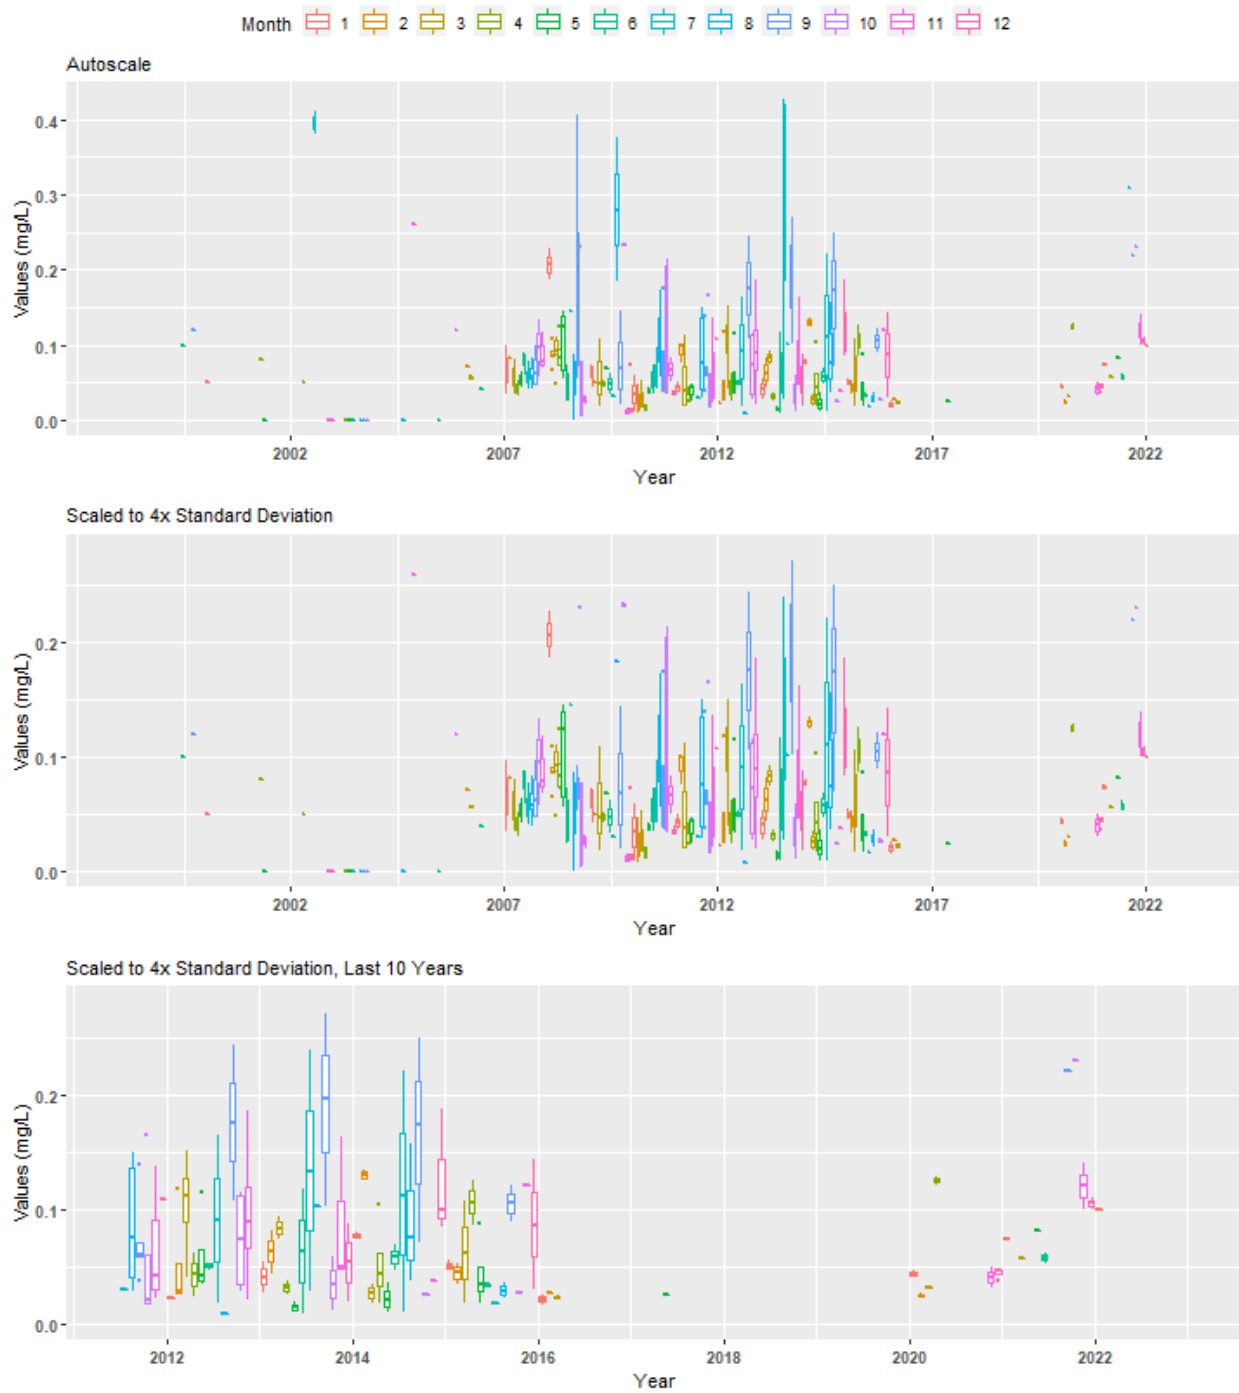 Month 1 2 3 4 5 6 7 8 9 10 11 12
Autoscale
0.4
0.3
0.2
0.1
0.0
Values (mg/L)
2002 2007 2012 2017 2022
Year
Scaled to 4x Standard Deviation
0.2
0.1
0.0
Values (mg/L)
2002 2007 2012 2017 2022
Year
Scaled to 4x Standard Deviation, Last 10 Years
0.2
0.1
0.0
Values (mg/L)
2012 2014 2016 2018 2020 2022
Year